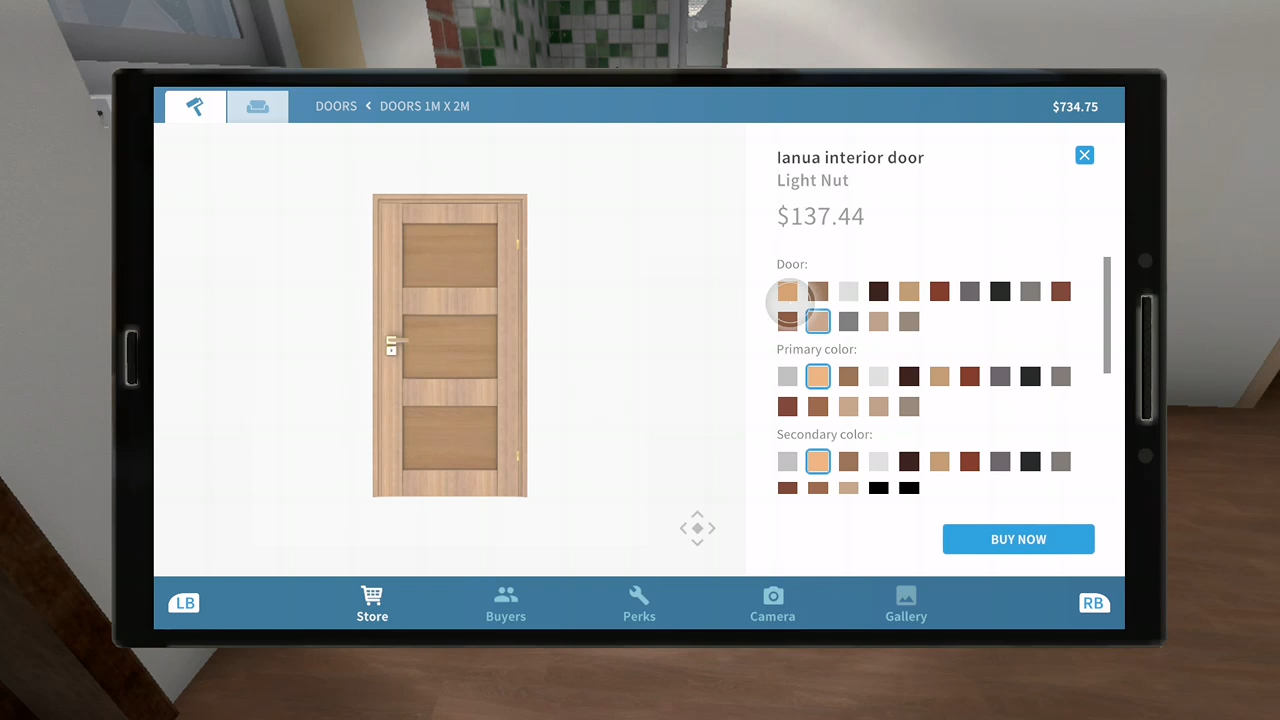 DOORS < DOORS 1M X 2M
$734.75
Ianua interior door
Light Nut
$137.44
Door:
Primary color:
Secondary color:
BUY NOW
LB
Store
Buyers
Perks
Camera
Gallery
RB